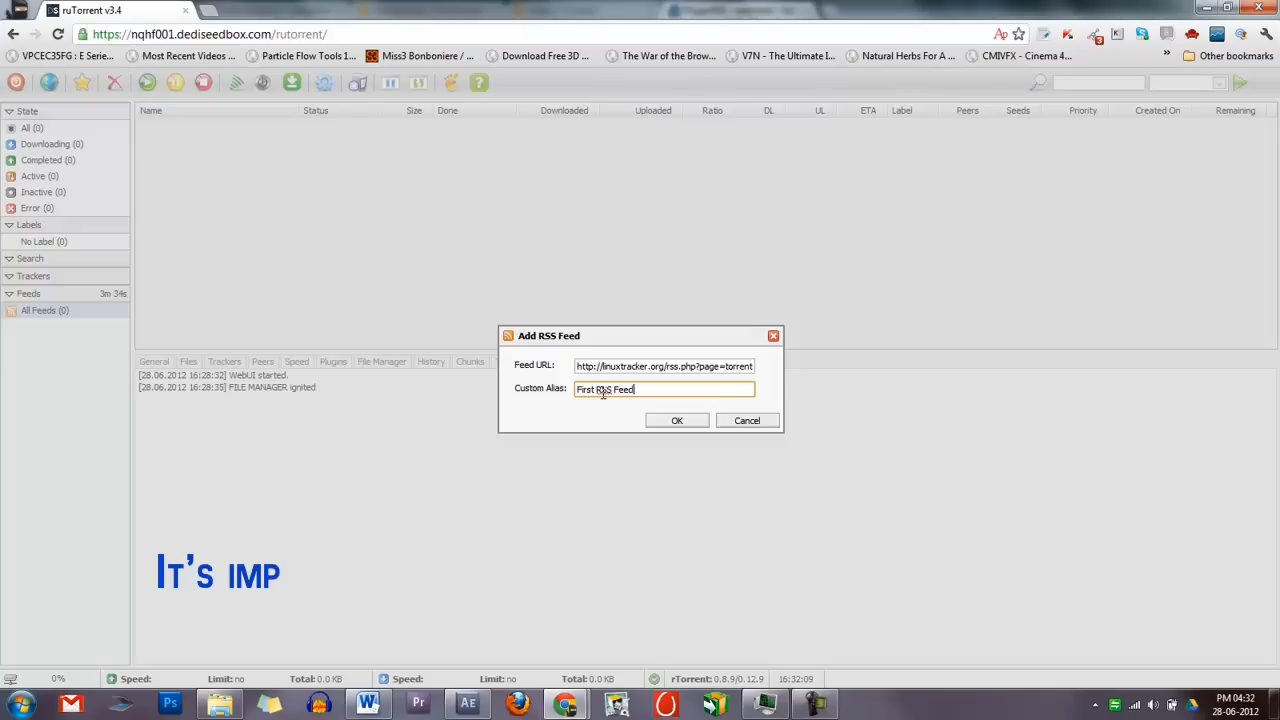 ruTorrent v3.4
https://nqhf001.dediseedbox.com/rutorrent/
VPCEC35FG : E Serie...
Most Recent Videos ...
Particle Flow Tools 1...
Miss3 Bonboniere / ...
Download Free 3D ...
The War of the Brow...
V7N - The Ultimate I...
Natural Herbs For A ...
CMIVFX - Cinema 4...
Other bookmarks
State
Name Status Size Done Downloaded Uploaded Ratio DL UL ETA Label Peers Seeds Priority Created On Remaining
All (0)
Downloading (0)
Completed (0)
Active (0)
Inactive (0)
Error (0)
Labels
No Label (0)
Search
Trackers
Feeds 3m 34s
All Feeds (0)
Add RSS Feed
Feed URL: http://linuxtracker.org/rss.php?page=torrent
Custom Alias: First RSS Feed
OK Cancel
General Files Trackers Peers Speed Plugins File Manager History Chunks
[28.06.2012 16:28:32] WebUI started.
[28.06.2012 16:28:35] FILE MANAGER ignited
It's imp
0% Speed: Limit: no Total: 0.0 KB Speed: Limit: no Total: 0.0 KB rTorrent: 0.8.9/0.12.9 16:32:09
Ps W Pr Ae
PM 04:32
28-06-2012